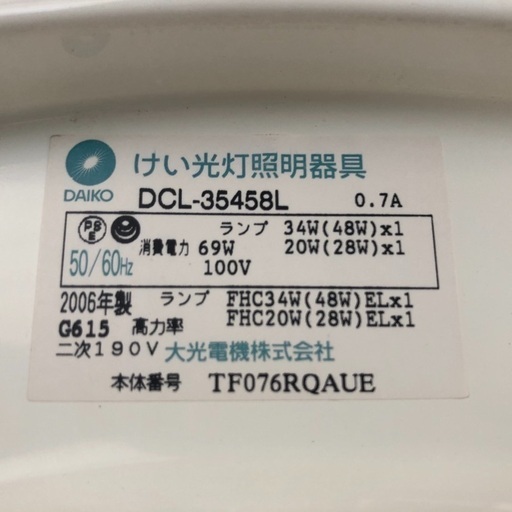 けい光灯照明器具
DAIKO DCL-35458L 0.7A
PS E ランプ 34W(48W)x1
消費電力 69W 20W(28W)x1
50/60Hz 100V
2006年製 ランプ FHC34W(48W)ELx1
G615 高力率 FHC20W(28W)ELx1
二次190V 大光電機株式会社
本体番号 TF076RQAUE